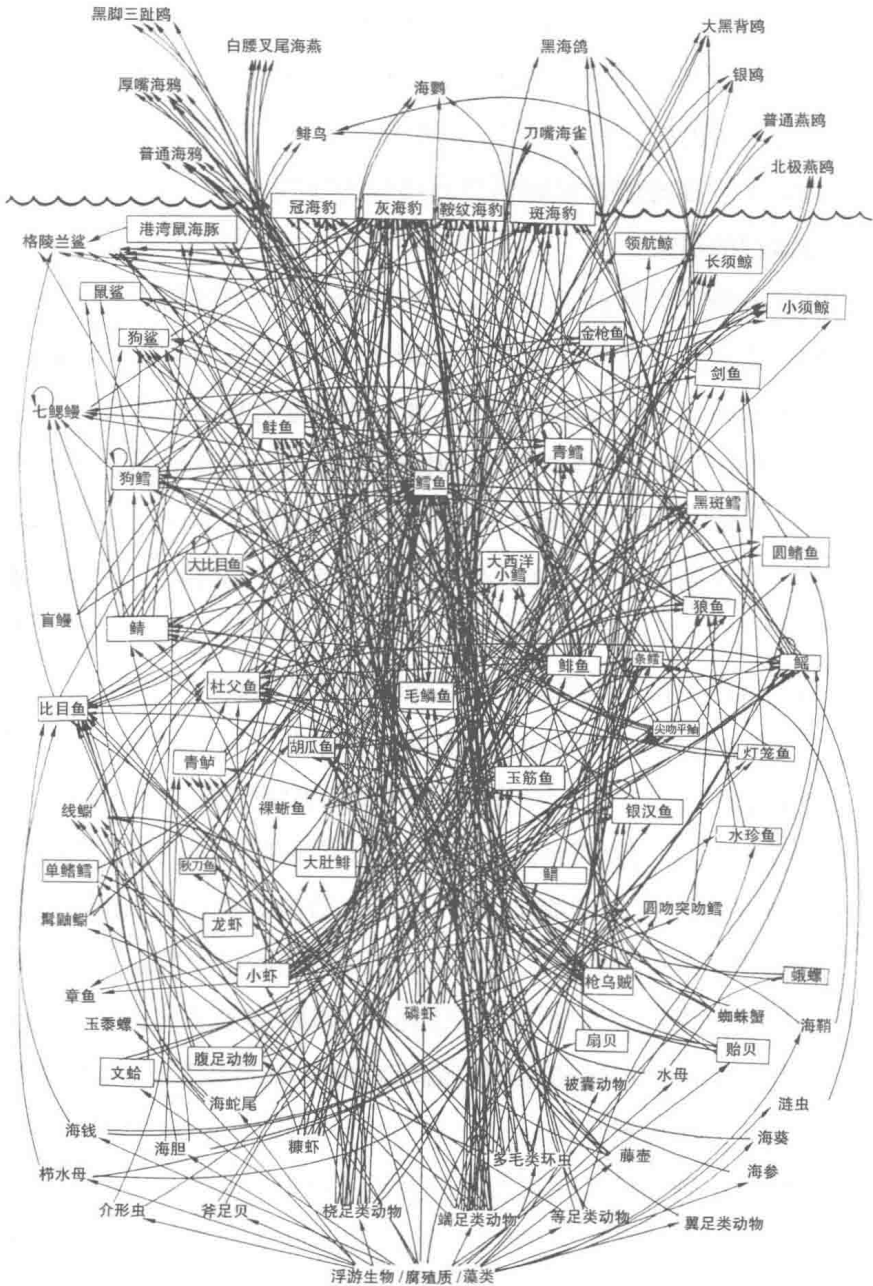 黑脚三趾鸥
大黑背鸥
白腰叉尾海燕
黑海鸽
银鸥
厚嘴海鸦
海鹦
普通燕鸥
鲱鸟
刀嘴海雀
普通海鸦
北极燕鸥
冠海豹
灰海豹
鞍纹海豹
斑海豹
港湾鼠海豚
格陵兰鲨
领航鲸
长须鲸
鼠鲨
小须鲸
狗鲨
金枪鱼
剑鱼
七鳃鳗
鲑鱼
青鳕
狗鳕
鳕鱼
黑斑鳕
大比目鱼
大西洋
小鳕
圆鳍鱼
狼鱼
盲鳗
鲭
鲱鱼
条鳕
鳐
杜父鱼
毛鳞鱼
比目鱼
尖吻平鲉
胡瓜鱼
灯笼鱼
青鲈
玉筋鱼
线鳚
裸蜥鱼
银汉鱼
水珍鱼
单鳍鳕
秋刀鱼
大肚鲱
鲳
髯鼬鳚
龙虾
圆吻突吻鳕
小虾
枪乌贼
蛾螺
章鱼
磷虾
蜘蛛蟹
海鞘
玉黍螺
扇贝
贻贝
文蛤
腹足动物
被囊动物
水母
海蛇尾
涟虫
海钱
海胆
糠虾
多毛类环虫
藤壶
海葵
栉水母
海参
介形虫
斧足贝
桡足类动物
端足类动物
等足类动物
翼足类动物
浮游生物/腐殖质/藻类